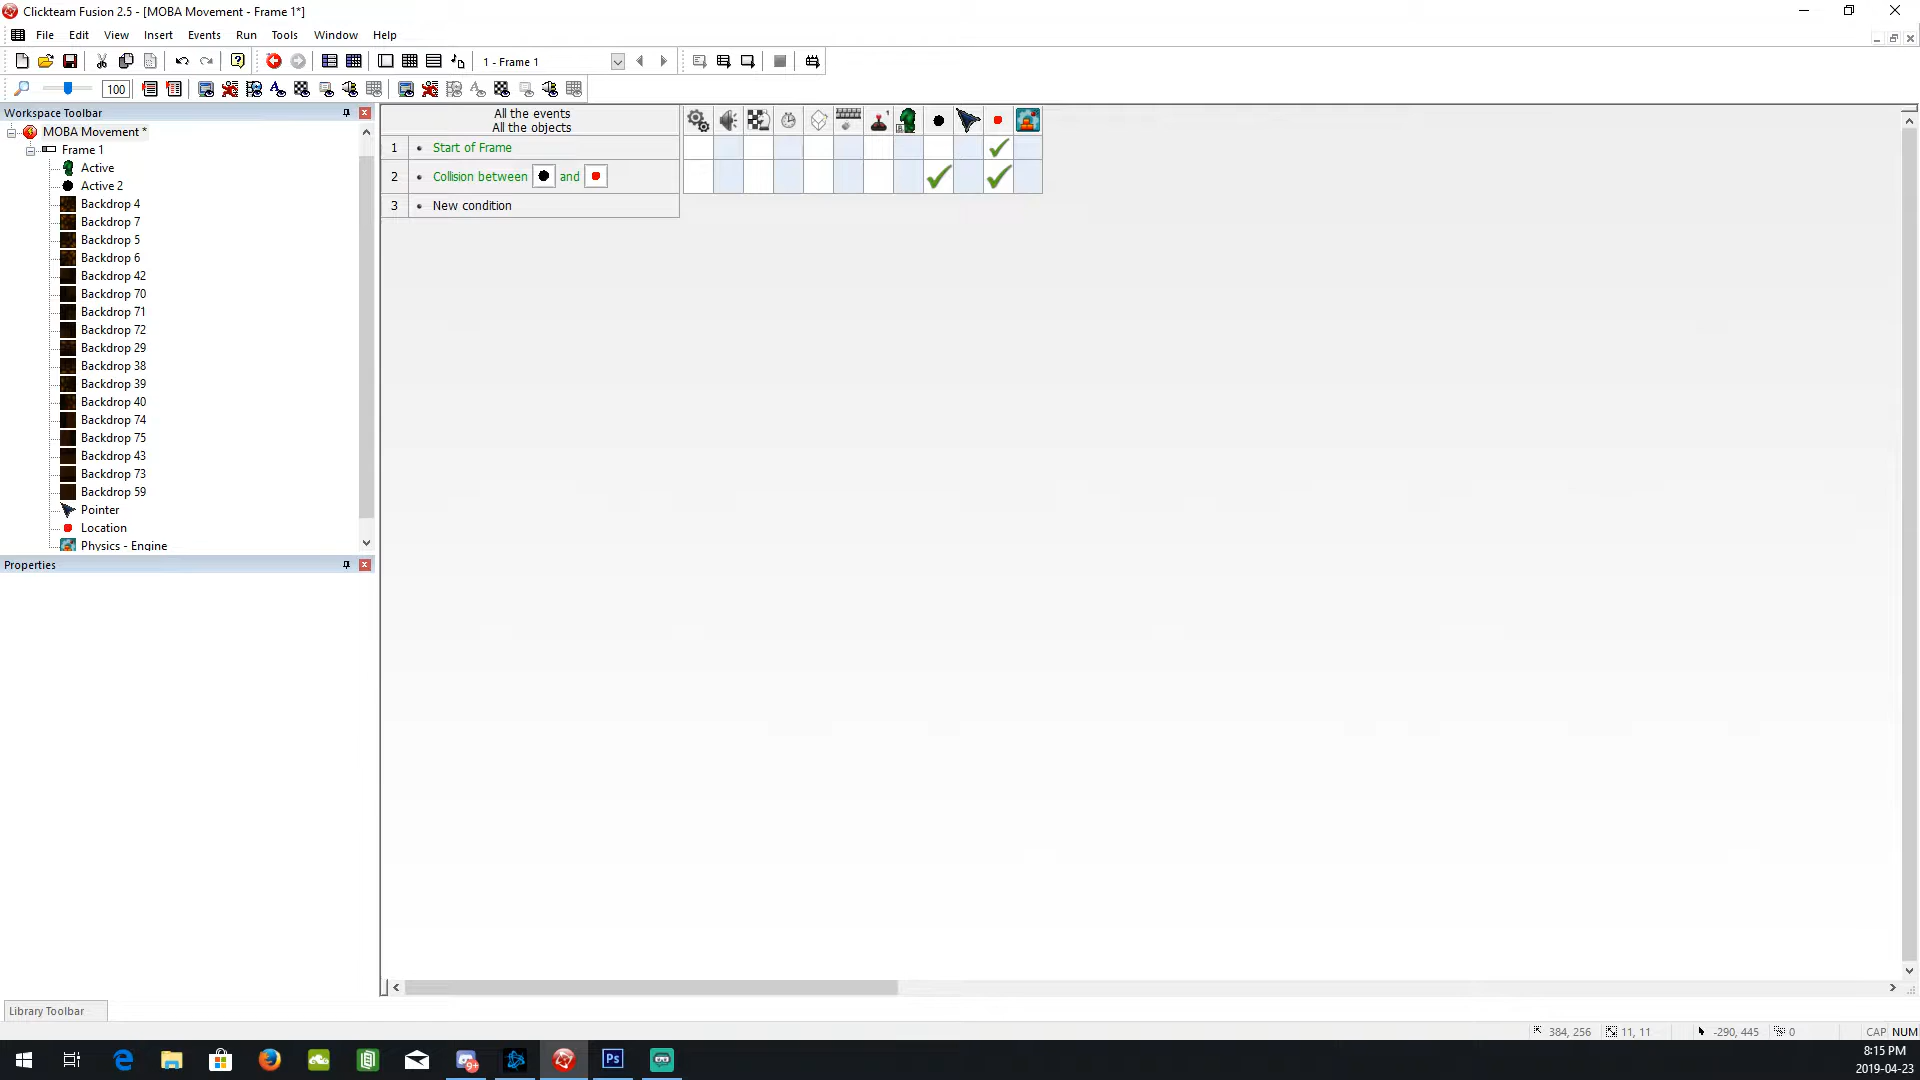 Clickteam Fusion 2.5 - [MOBA Movement - Frame 1*]
File Edit View Insert Events Run Tools Window Help
1 - Frame 1
100
Workspace Toolbar
MOBA Movement *
Frame 1
Active
Active 2
Backdrop 4
Backdrop 7
Backdrop 5
Backdrop 6
Backdrop 42
Backdrop 70
Backdrop 71
Backdrop 72
Backdrop 29
Backdrop 38
Backdrop 39
Backdrop 40
Backdrop 74
Backdrop 75
Backdrop 43
Backdrop 73
Backdrop 59
Pointer
Location
Physics - Engine
Properties
All the events
All the objects
1 • Start of Frame
2 • Collision between and
3 • New condition
Library Toolbar
384, 256 11, 11 -290, 445 0 CAP NUM
9+
Ps
8:15 PM
2019-04-23